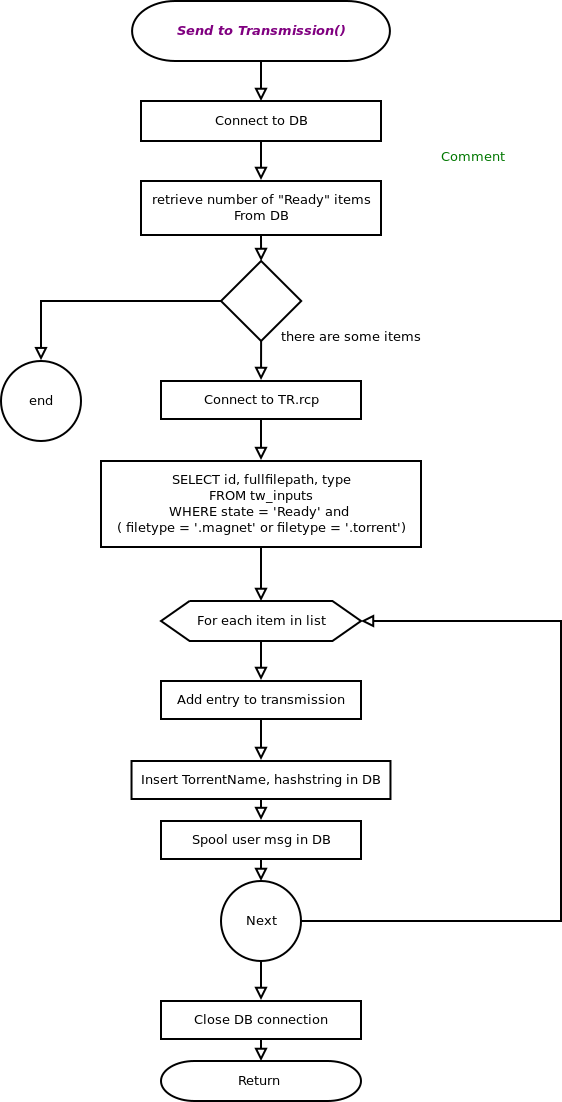 Send to Transmission()
Connect to DB
Comment
retrieve number of "Ready" items
From DB
there are some items
end
Connect to TR.rcp
SELECT id, fullfilepath, type
FROM tw_inputs
WHERE state = 'Ready' and
( filetype = '.magnet' or filetype = '.torrent')
For each item in list
Add entry to transmission
Insert TorrentName, hashstring in DB
Spool user msg in DB
Next
Close DB connection
Return